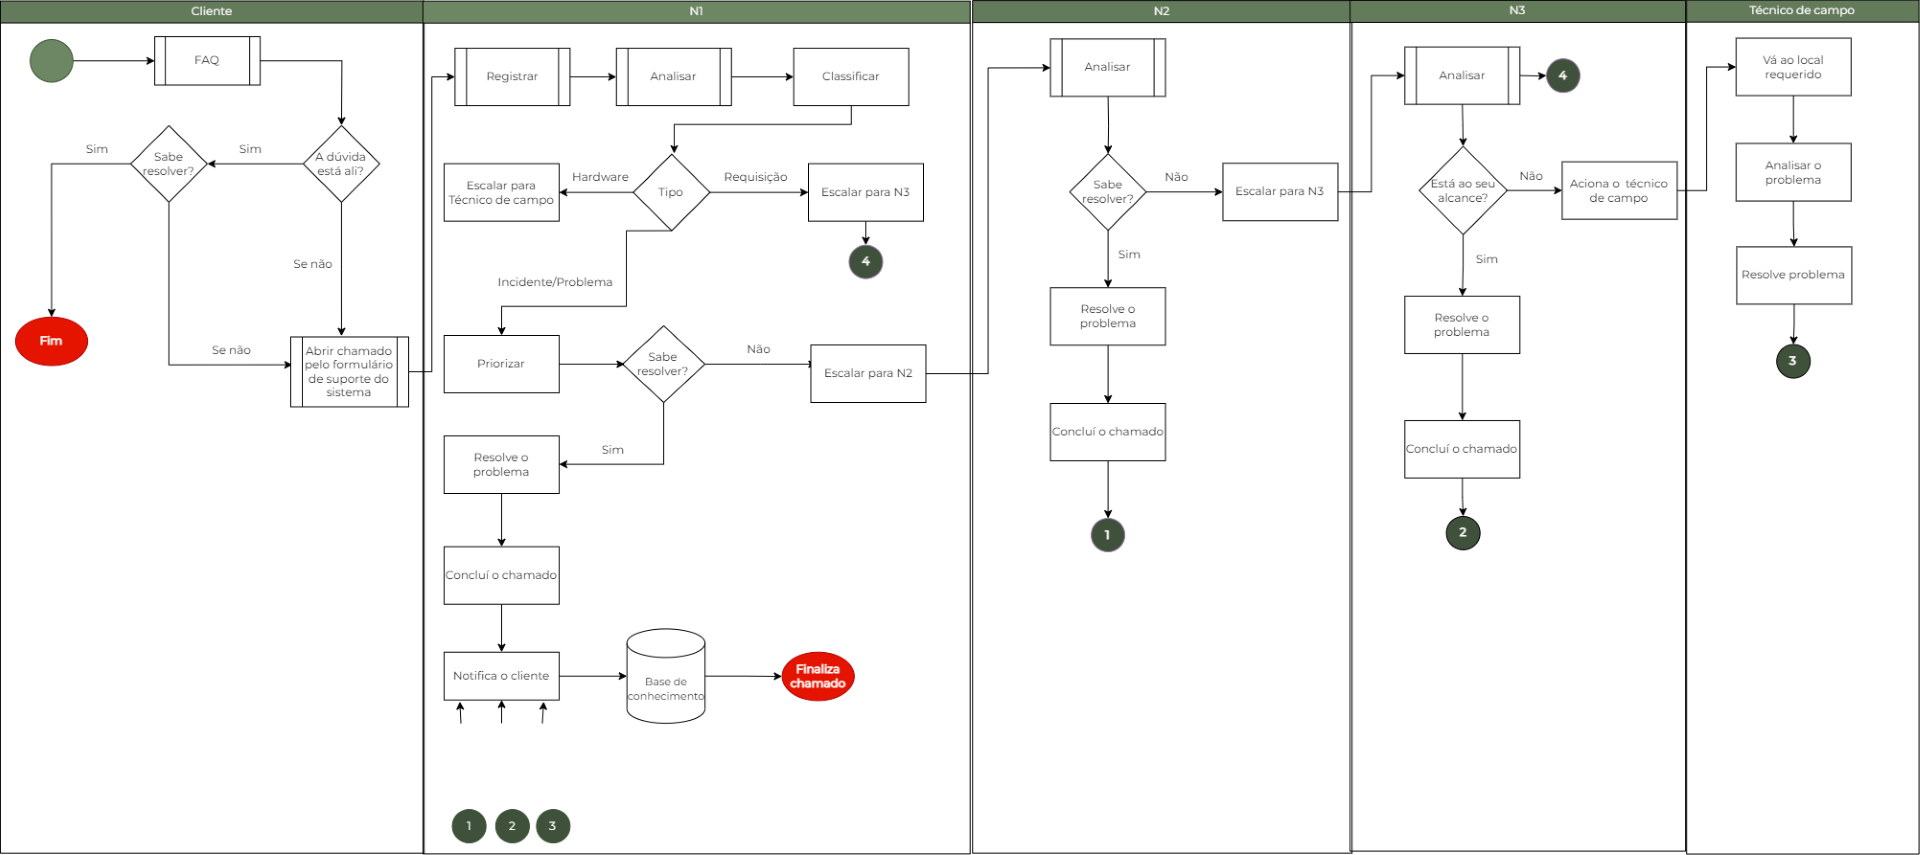 Cliente
N1
N2
N3
Técnico de campo
FAQ
A dúvida
está ali?
Sim
Sabe
resolver?
Sim
Fim
Se não
Se não
Abrir chamado
pelo formulário
de suporte do
sistema
Registrar
Analisar
Classificar
Tipo
Hardware
Escalar para
Técnico de campo
Requisição
Escalar para N3
4
Incidente/Problema
Priorizar
Sabe
resolver?
Não
Escalar para N2
Sim
Resolve o
problema
Concluí o chamado
Notifica o cliente
Base de
conhecimento
Finaliza
chamado
1
2
3
Analisar
Sabe
resolver?
Não
Escalar para N3
Sim
Resolve o
problema
Concluí o chamado
1
Analisar
4
Está ao seu
alcance?
Não
Aciona o técnico
de campo
Sim
Resolve o
problema
Concluí o chamado
2
Vá ao local
requerido
Analisar o
problema
Resolve problema
3